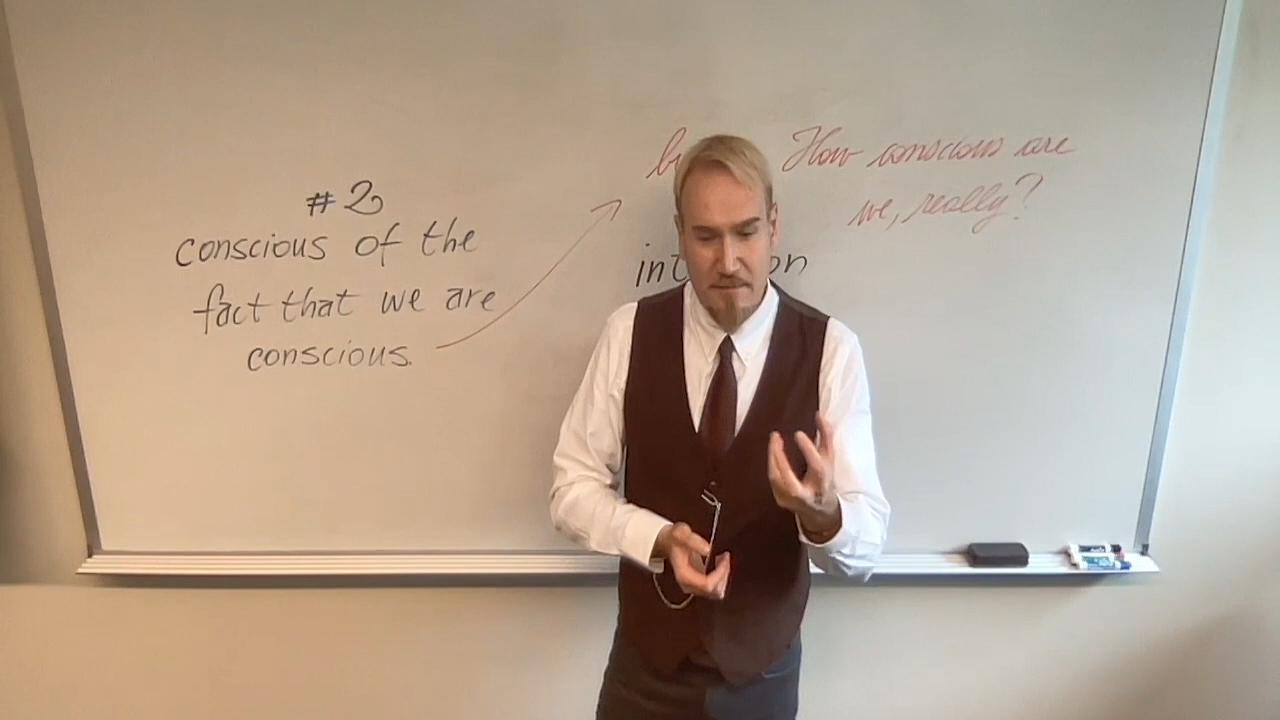 #2
conscious of the
fact that we are
conscious.
How conscious are
we, really?